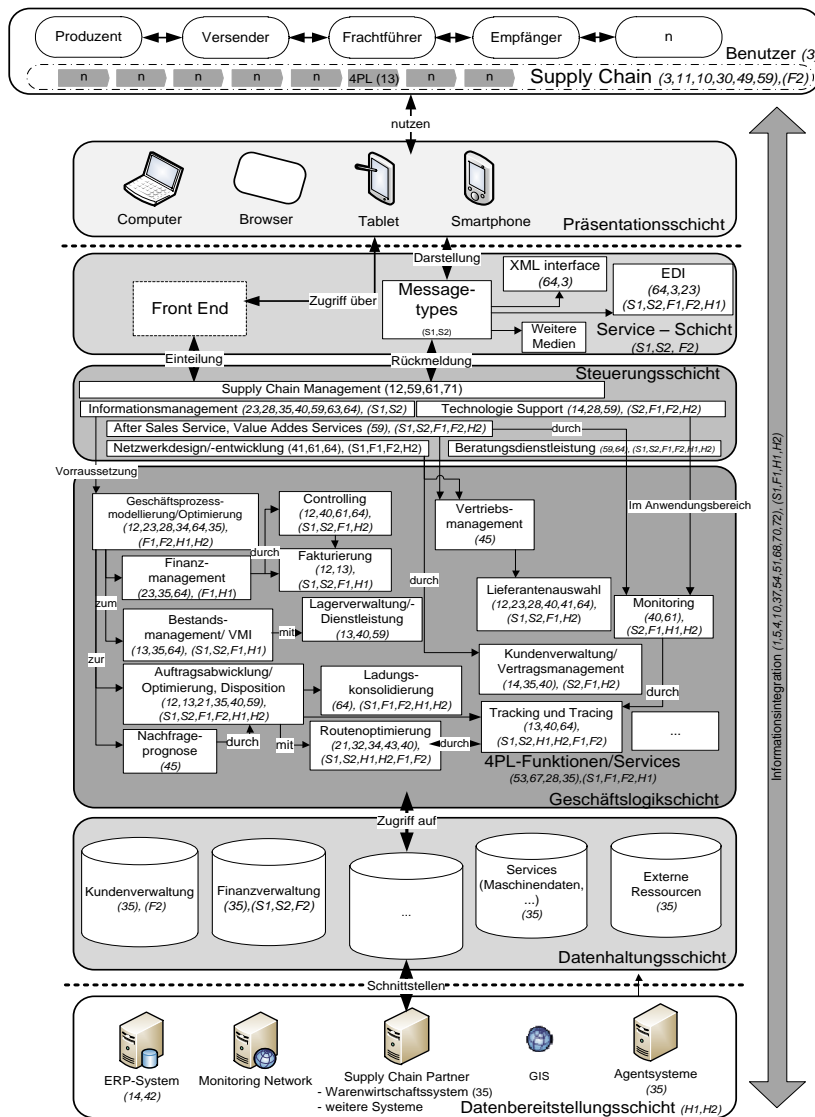 Produzent
Versender
Frachtführer
Empfänger
n
Benutzer (3)
n
n
n
n
n
4PL (13)
n
n
Supply Chain (3,11,10,30,49,59),(F2)
nutzen
Computer
Browser
Tablet
Smartphone
Präsentationsschicht
Darstellung
Zugriff über
Front End
Message-
types
(S1,S2)
XML interface
(64,3)
EDI
(64,3,23)
(S1,S2,F1,F2,H1)
Weitere
Medien
Service – Schicht
(S1,S2, F2)
Einteilung
Rückmeldung
Steuerungsschicht
Supply Chain Management (12,59,61,71)
Informationsmanagement (23,28,35,40,59,63,64), (S1,S2)
Technologie Support (14,28,59), (S2,F1,F2,H2)
After Sales Service, Value Addes Services (59), (S1,S2,F1,F2,H2)
durch
Netzwerkdesign/-entwicklung (41,61,64), (S1,F1,F2,H2)
Beratungsdienstleistung (59,64), (S1,S2,F1,F2,H1,H2)
Vorraussetzung
Geschäftsprozess-
modellierung/Optimierung
(12,23,28,34,64,35),
(F1,F2,H1,H2)
Controlling
(12,40,61,64),
(S1,S2,F1,H2)
Vertriebs-
management
(45)
Im Anwendungsbereich
durch
Fakturierung
(12,13),
(S1,S2,F1,H1)
Finanz-
management
(23,35,64), (F1,H1)
durch
zum
Lieferantenauswahl
(12,23,28,40,41,64),
(S1,S2,F1,H2)
Monitoring
(40,61),
(S2,F1,H1,H2)
Bestands-
management/ VMI
(13,35,64), (S1,S2,F1,H1)
mit
Lagerverwaltung/-
Dienstleistung
(13,40,59)
zur
Kundenverwaltung/
Vertragsmanagement
(14,35,40), (S2,F1,H2)
durch
Auftragsabwicklung/
Optimierung, Disposition
(12,13,21,35,40,59),
(S1,S2,F1,F2,H1,H2)
Ladungs-
konsolidierung
(64), (S1,F1,F2,H1,H2)
Tracking und Tracing
(13,40,64),
(S1,S2,H1,H2,F1,F2)
...
Nachfrage-
prognose
(45)
durch
mit
Routenoptimierung
(21,32,34,43,40),
(S1,S2,H1,H2,F1,F2)
durch
4PL-Funktionen/Services
(53,67,28,35),(S1,F1,F2,H1)
Geschäftslogikschicht
Zugriff auf
Kundenverwaltung
(35), (F2)
Finanzverwaltung
(35),(S1,S2,F2)
...
Services
(Maschinendaten,
...)
(35)
Externe
Ressourcen
(35)
Datenhaltungsschicht
Schnittstellen
ERP-System
(14,42)
Monitoring Network
Supply Chain Partner
- Warenwirtschaftssystem (35)
- weitere Systeme
GIS
Agentsysteme
(35)
Datenbereitstellungsschicht (H1,H2)
Informationsintegration (1,5,4,10,37,54,51,68,70,72), (S1,F1,H1,H2)